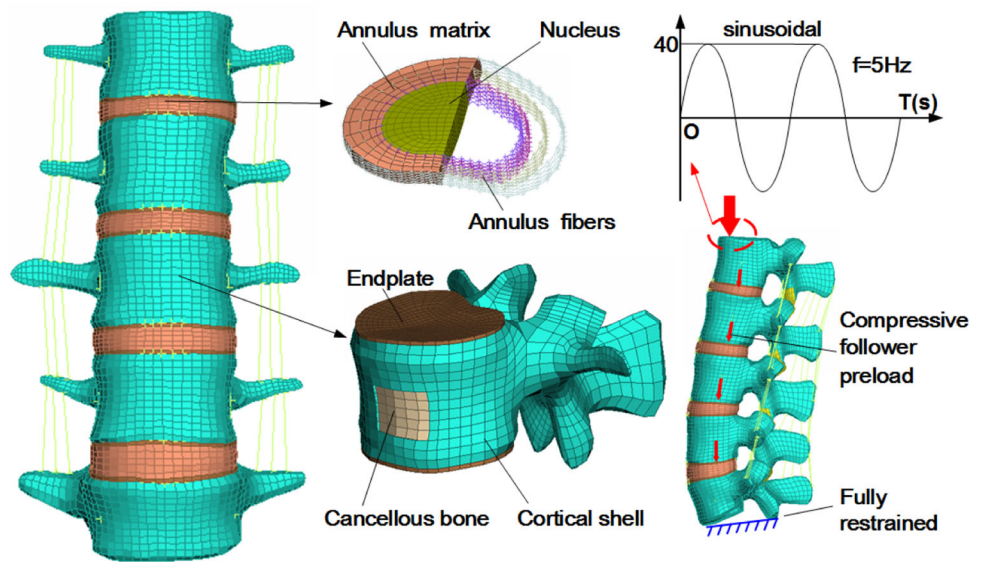 Annulus matrix
Nucleus
Annulus fibers
sinusoidal
40
f=5Hz
T(s)
O
Endplate
Cancellous bone
Cortical shell
Compressive
follower
preload
Fully
restrained